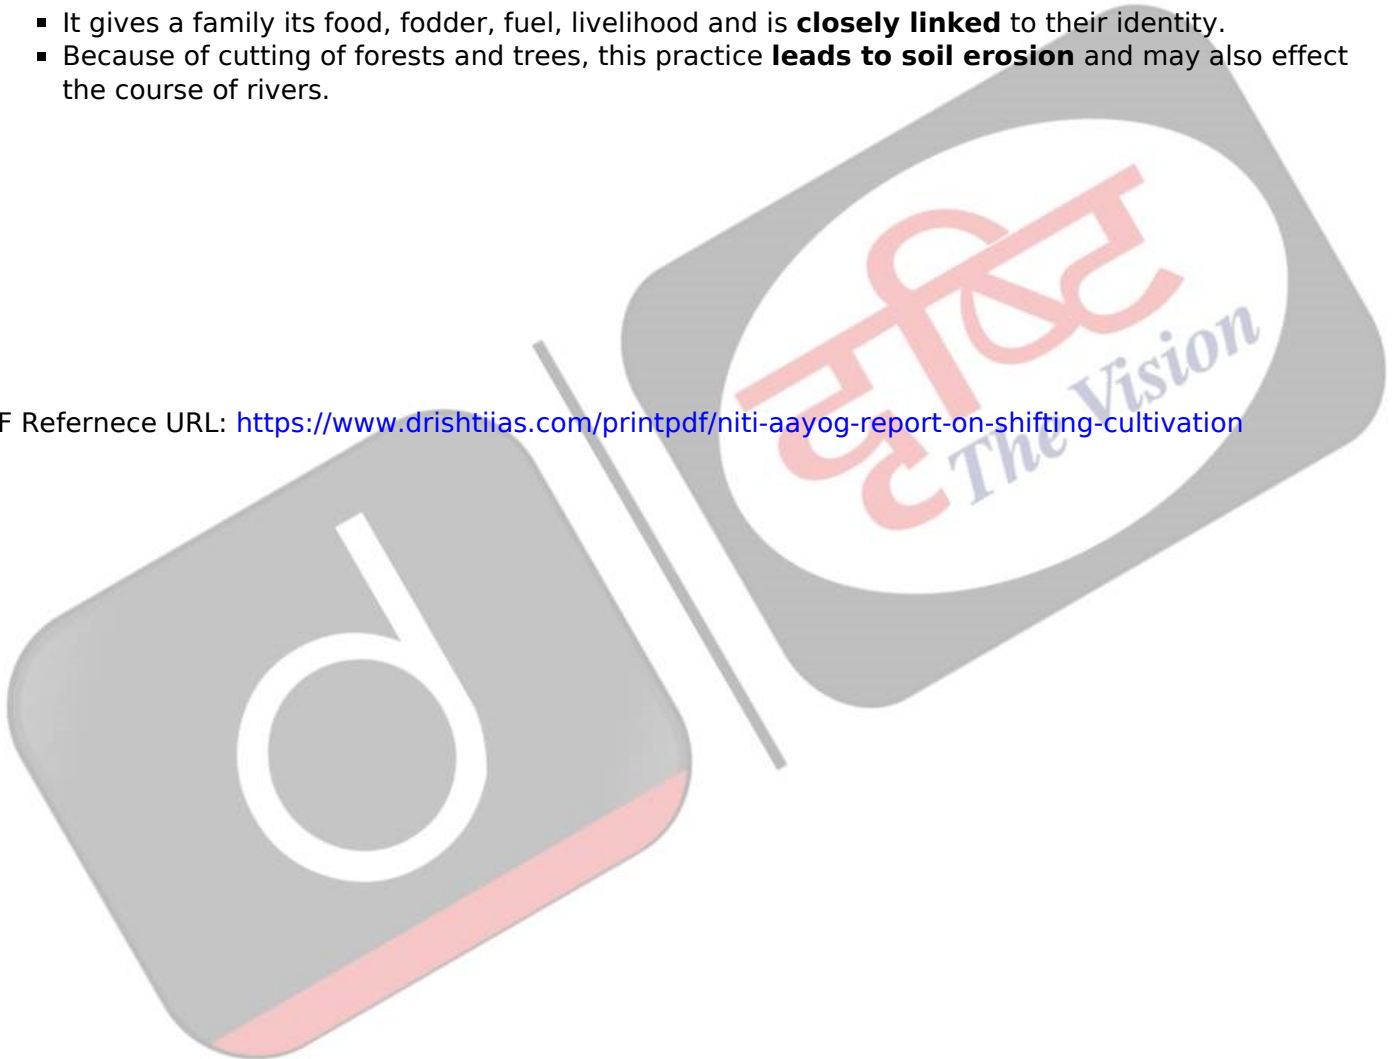 ▪ It gives a family its food, fodder, fuel, livelihood and is closely linked to their identity.
▪ Because of cutting of forests and trees, this practice leads to soil erosion and may also effect
the course of rivers.
दृष्टि
The Vision
F Refernece URL: https://www.drishtiias.com/printpdf/niti-aayog-report-on-shifting-cultivation
d